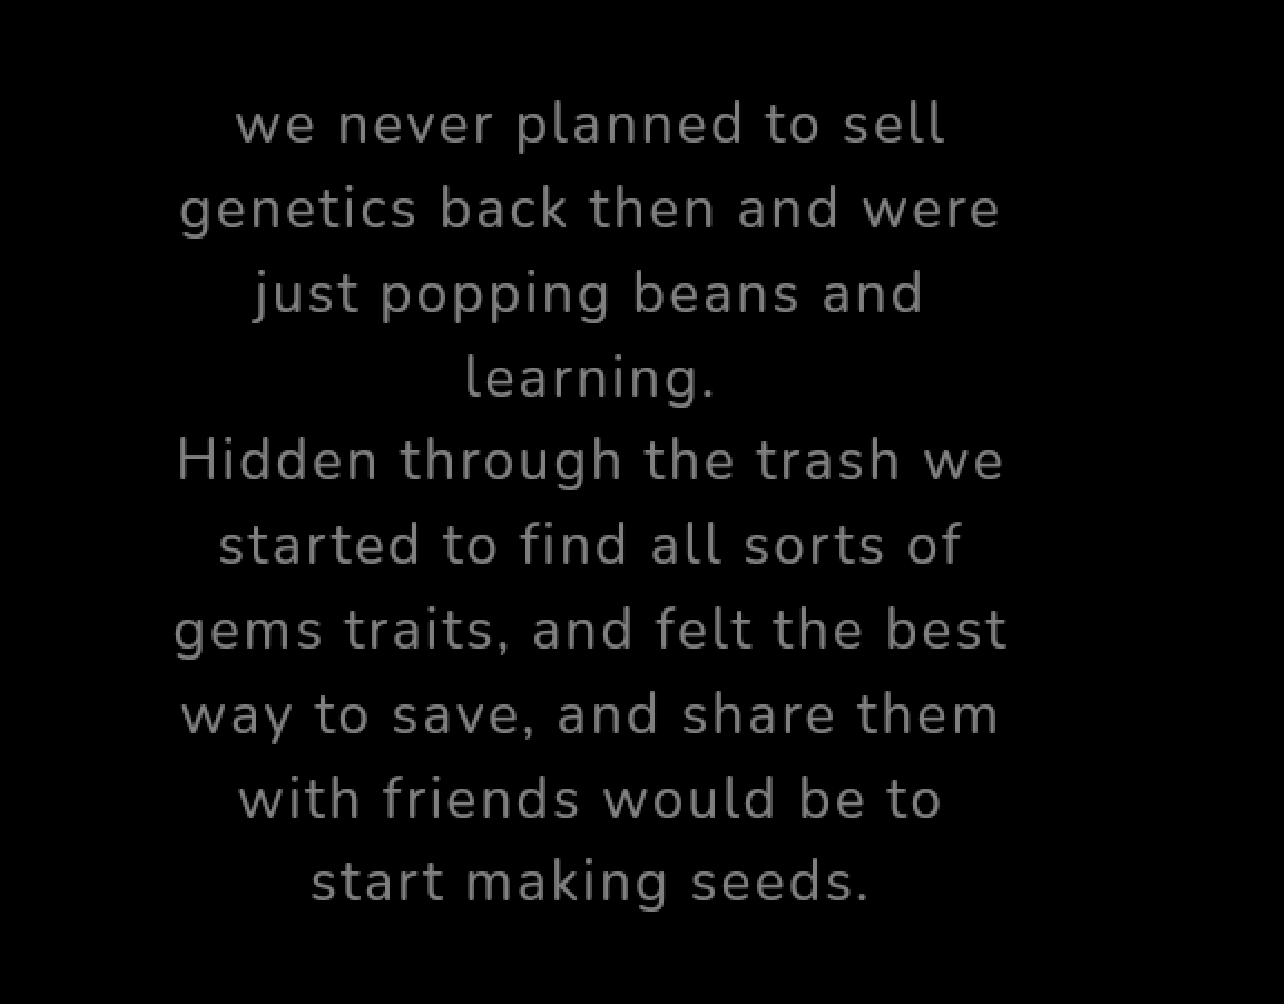 we never planned to sell
genetics back then and were
just popping beans and
learning.
Hidden through the trash we
started to find all sorts of
gems traits, and felt the best
way to save, and share them
with friends would be to
start making seeds.